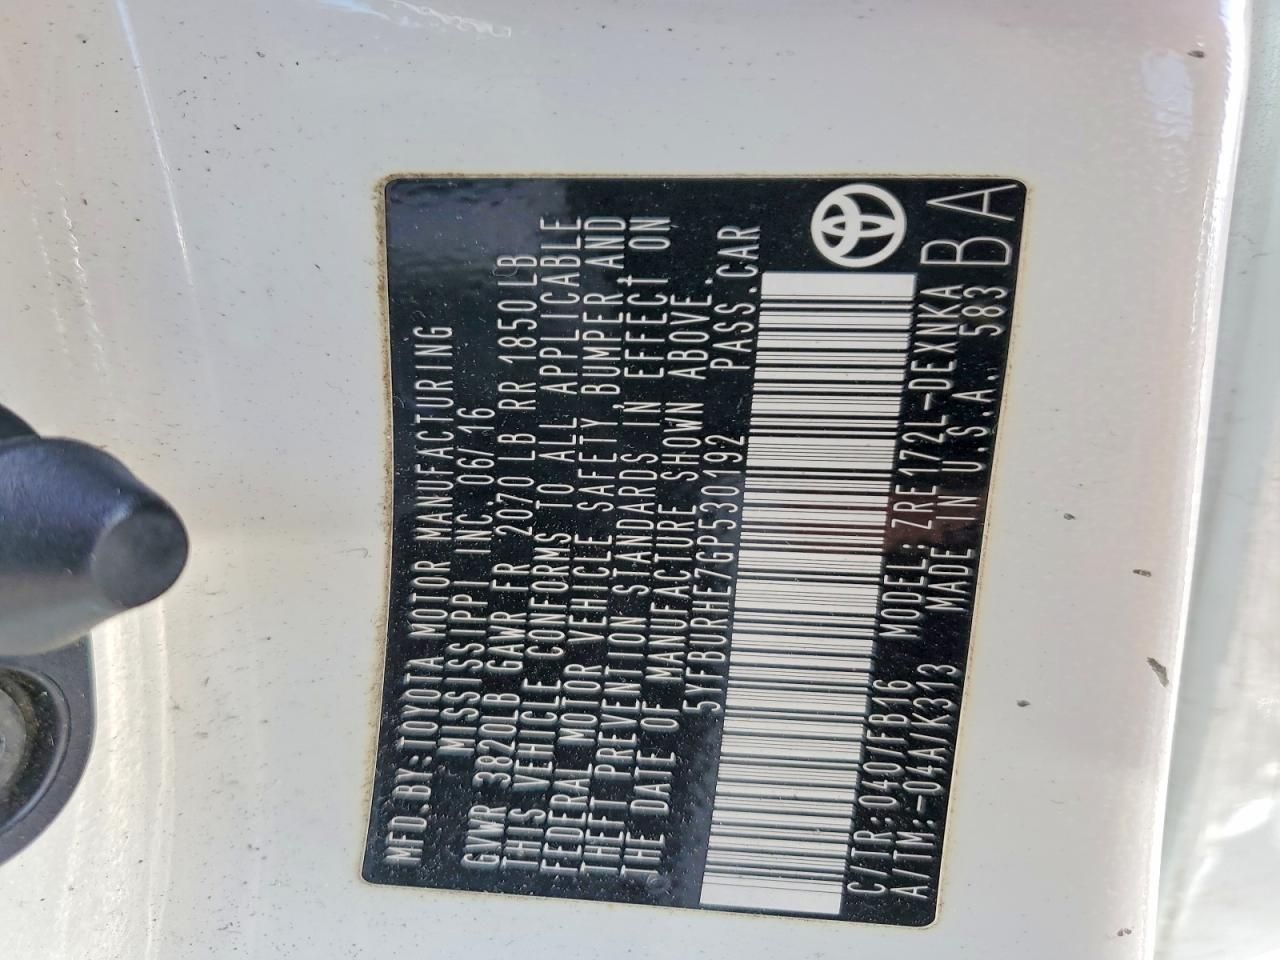 MFD.BY:TOYOTA MOTOR MANUFACTURING
MISSISSIPPI INC 06/16
GVWR 3820LB GAWR FR 2070 LB RR 1850 LB
THIS VEHICLE CONFORMS TO ALL APPLICABLE
FEDERAL MOTOR VEHICLE SAFETY BUMPER AND
THEFT PREVENTION STANDARDS IN EFFECT ON
THE DATE OF MANUFACTURE SHOWN ABOVE.
5YFBURHE7GP530192 PASS.CAR
C/TR:040/FB16 MODEL:ZRE172L-DEXNKA
A/TM:-04A/K313 MADE IN U.S.A. 583 BA